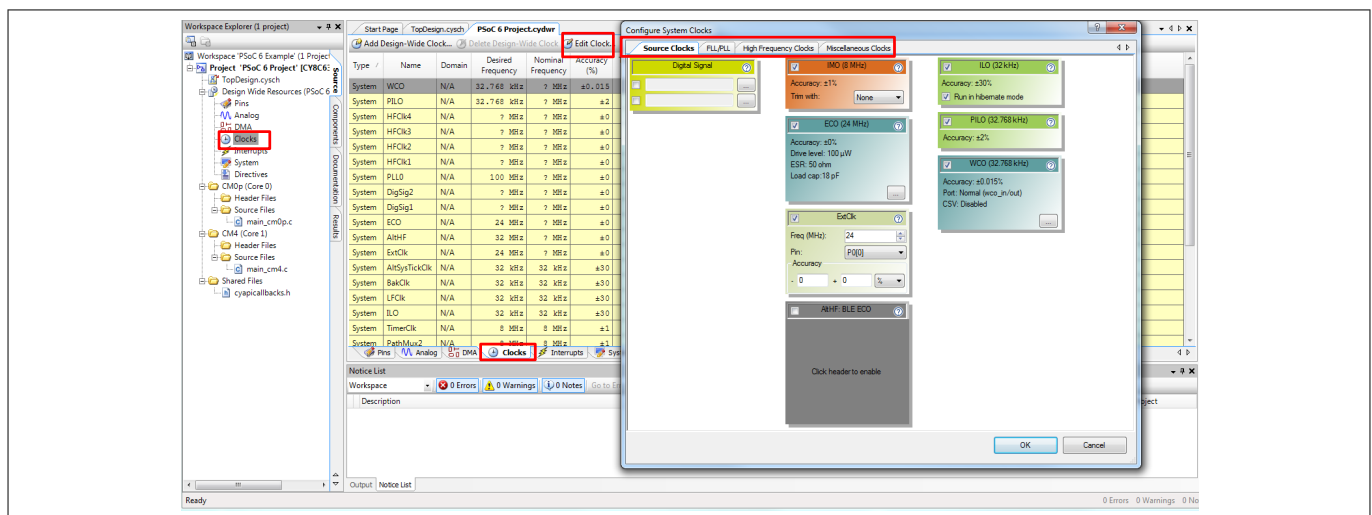 Workspace Explorer (1 project)
Workspace 'PSoC 6 Example' (1 Project
Project 'PSoC 6 Project' [CY8C63
TopDesign.cysch
Design Wide Resources (PSoC 6
Pins
Analog
DMA
Clocks
Interrupts
System
Directives
CM0p (Core 0)
Header Files
Source Files
main_cm0p.c
CM4 (Core 1)
Header Files
Source Files
main_cm4.c
Shared Files
cyapicallbacks.h
Source
Components
Documentation
Results
Start Page
TopDesign.cysch
PSoC 6 Project.cydwr
Add Design-Wide Clock...
Delete Design-Wide Clock
Edit Clock...
Type / Name Domain Desired Frequency Nominal Frequency Accuracy (%)
System WCO N/A 32.768 kHz ? MHz ±0.015
System PILO N/A 32.768 kHz ? MHz ±2
System HFClk4 N/A ? MHz ? MHz ±0
System HFClk3 N/A ? MHz ? MHz ±0
System HFClk2 N/A ? MHz ? MHz ±0
System HFClk1 N/A ? MHz ? MHz ±0
System PLL0 N/A 100 MHz ? MHz ±0
System DigSig2 N/A ? MHz ? MHz ±0
System DigSig1 N/A ? MHz ? MHz ±0
System ECO N/A 24 MHz ? MHz ±0
System AltHF N/A 32 MHz ? MHz ±0
System ExtClk N/A 24 MHz ? MHz ±0
System AltSysTickClk N/A 32 kHz 32 kHz ±30
System BakClk N/A 32 kHz 32 kHz ±30
System LFClk N/A 32 kHz 32 kHz ±30
System ILO N/A 32 kHz 32 kHz ±30
System TimerClk N/A 8 MHz 8 MHz ±1
System PathMux2 N/A 8 MHz 8 MHz ±1
Pins
Analog
DMA
Clocks
Interrupts
Sys
Notice List
Workspace
0 Errors
0 Warnings
0 Notes
Go to Er
Description
oject
Output
Notice List
Ready
0 Errors 0 Warnings 0 No
Configure System Clocks
Source Clocks
FLL/PLL
High Frequency Clocks
Miscellaneous Clocks
Digital Signal
...
...
IMO (8 MHz)
Accuracy: ±1%
Trim with: None
ECO (24 MHz)
Accuracy: ±0%
Drive level: 100 µW
ESR: 50 ohm
Load cap:18 pF
...
ExtClk
Freq (MHz): 24
Pin: P0[0]
Accuracy
- 0 + 0 %
AltHF: BLE ECO
Click header to enable
ILO (32 kHz)
Accuracy: ±30%
Run in hibernate mode
PILO (32.768 kHz)
Accuracy: ±2%
WCO (32.768 kHz)
Accuracy: ±0.015%
Port: Normal (wco_in/out)
CSV: Disabled
...
OK
Cancel